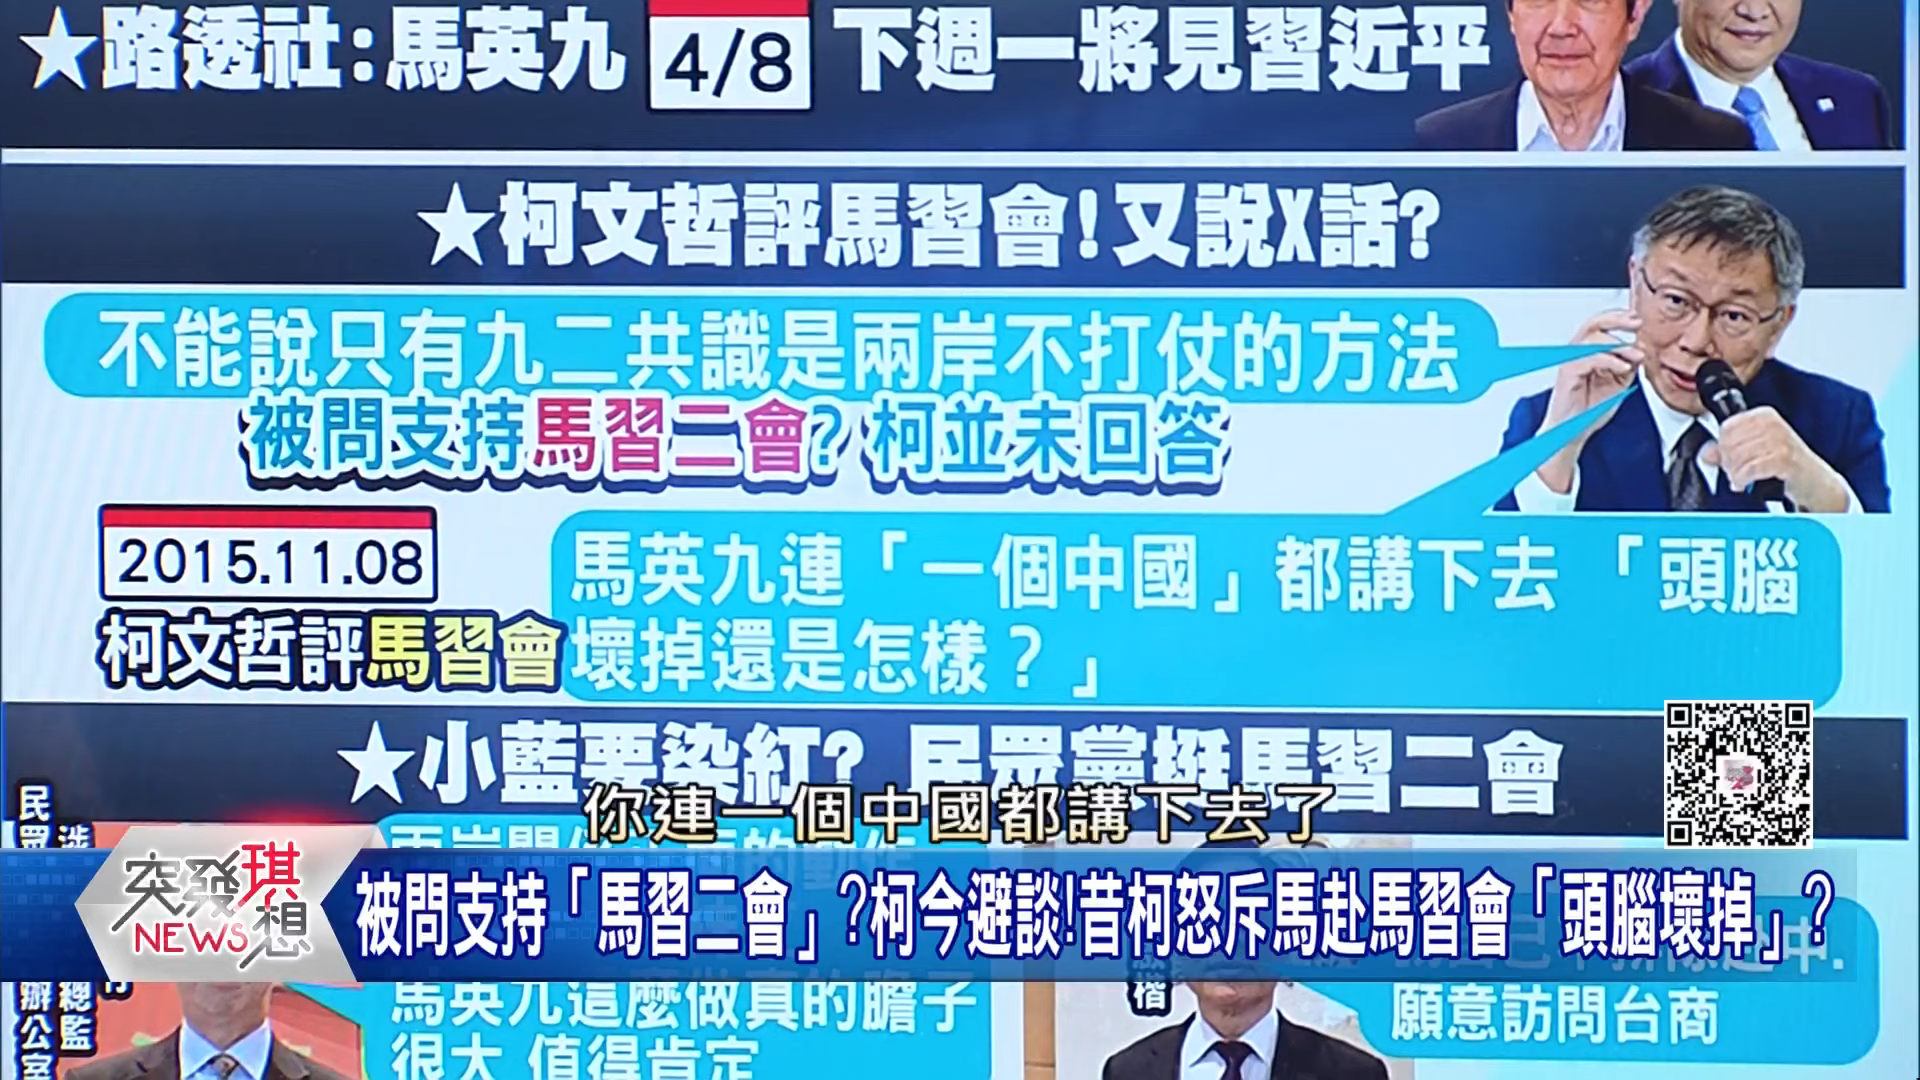 ★路透社:馬英九 4/8 下週一將見習近平
★柯文哲評馬習會!又說X話?
不能說只有九二共識是兩岸不打仗的方法
被問支持馬習二會? 柯並未回答
2015.11.08
柯文哲評馬習會
馬英九連「一個中國」都講下去「頭腦
壞掉還是怎樣?」
★小藍要染紅? 民眾黨挺馬習二會
你連一個中國都講下去了
突發琪想
NEWS
被問支持「馬習二會」?柯今避談!昔柯怒斥馬赴馬習會「頭腦壞掉」?
馬英九這麼做真的膽子
很大 值得肯定
願意訪問台商
總監
辦公室